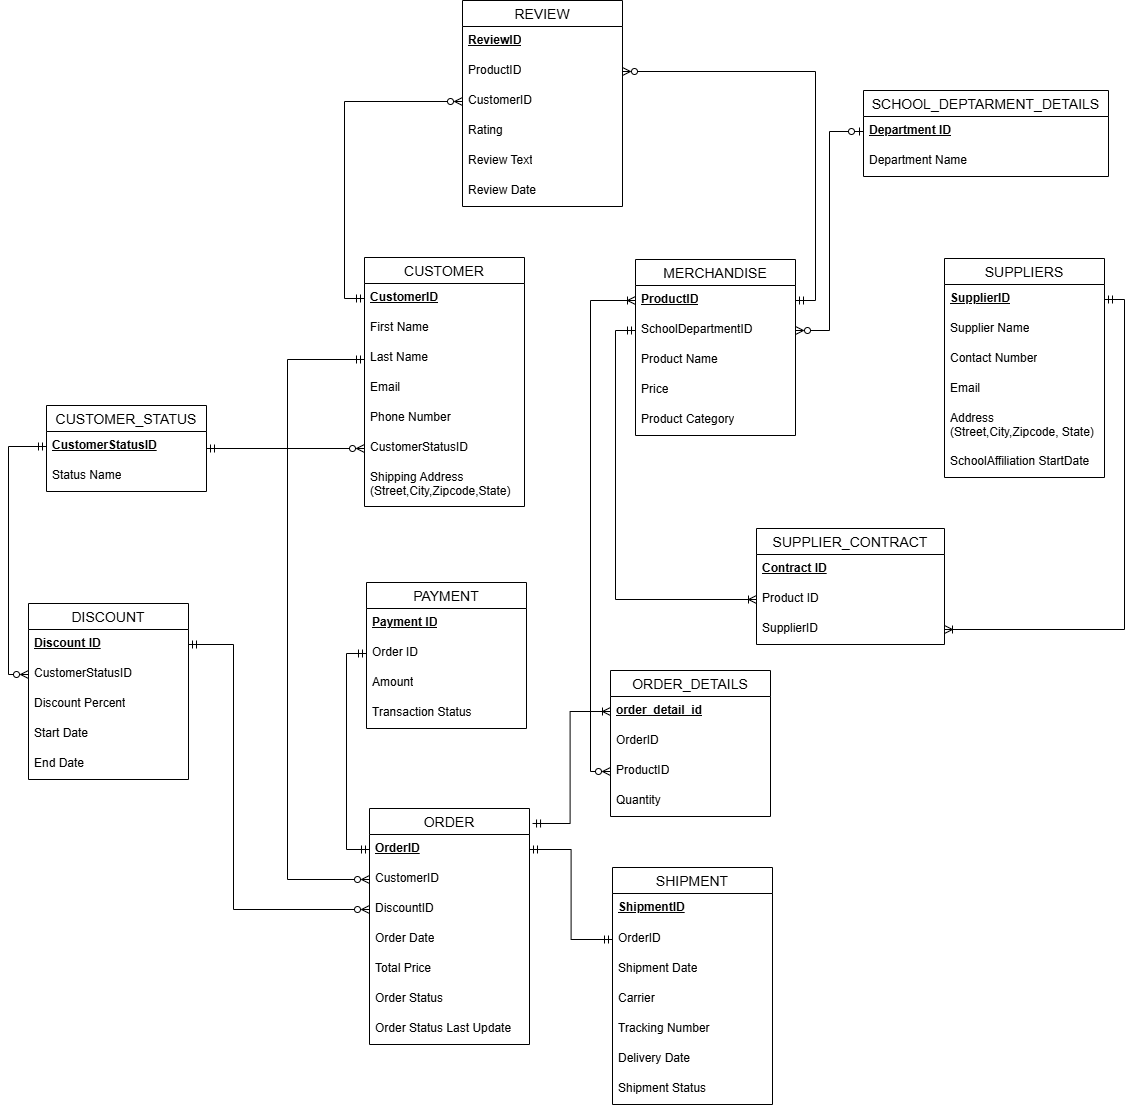 REVIEW
ReviewID
ProductID
CustomerID
Rating
Review Text
Review Date
SCHOOL_DEPTARMENT_DETAILS
Department ID
Department Name
CUSTOMER
CustomerID
First Name
Last Name
Email
Phone Number
CustomerStatusID
Shipping Address
(Street,City,Zipcode,State)
MERCHANDISE
ProductID
SchoolDepartmentID
Product Name
Price
Product Category
SUPPLIERS
SupplierID
Supplier Name
Contact Number
Email
Address
(Street,City,Zipcode, State)
SchoolAffiliation StartDate
CUSTOMER_STATUS
CustomerStatusID
Status Name
SUPPLIER_CONTRACT
Contract ID
Product ID
SupplierID
DISCOUNT
Discount ID
CustomerStatusID
Discount Percent
Start Date
End Date
PAYMENT
Payment ID
Order ID
Amount
Transaction Status
ORDER_DETAILS
order_detail_id
OrderID
ProductID
Quantity
ORDER
OrderID
CustomerID
DiscountID
Order Date
Total Price
Order Status
Order Status Last Update
SHIPMENT
ShipmentID
OrderID
Shipment Date
Carrier
Tracking Number
Delivery Date
Shipment Status